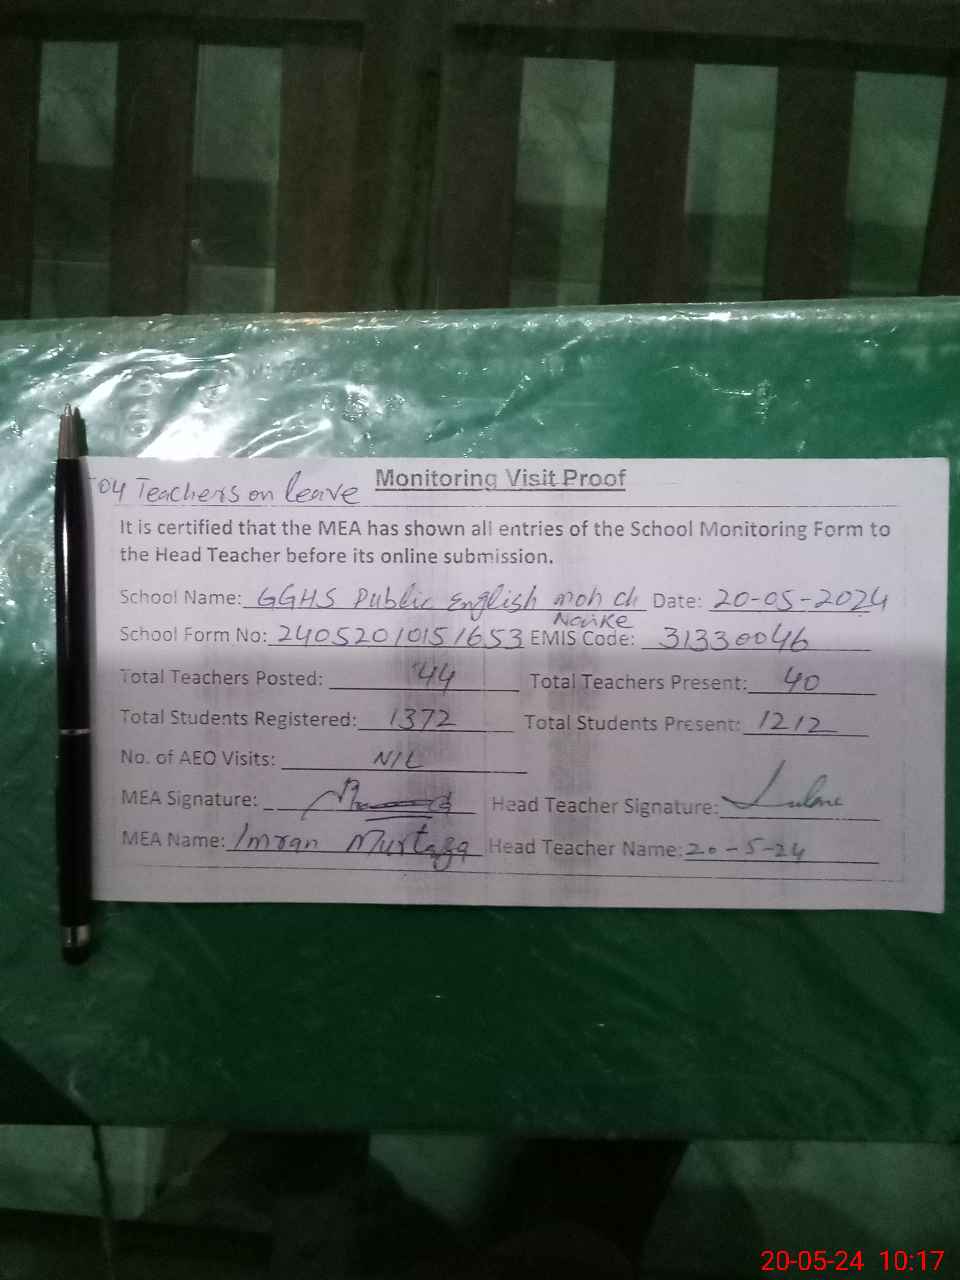 04 Teachers on leave Monitoring Visit Proof
It is certified that the MEA has shown all entries of the School Monitoring Form to
the Head Teacher before its online submission.
School Name: GGHS Public English moh ch Date: 20-05-2024
School Form No: 24052010151653 EMIS Code: 31330046
Total Teachers Posted: 44 Total Teachers Present: 40
Total Students Registered: 1372 Total Students Present: 1212
No. of AEO Visits: NIL
MEA Signature: Head Teacher Signature:
MEA Name: Imran Murtaza Head Teacher Name: 20-5-24
20-05-24 10:17